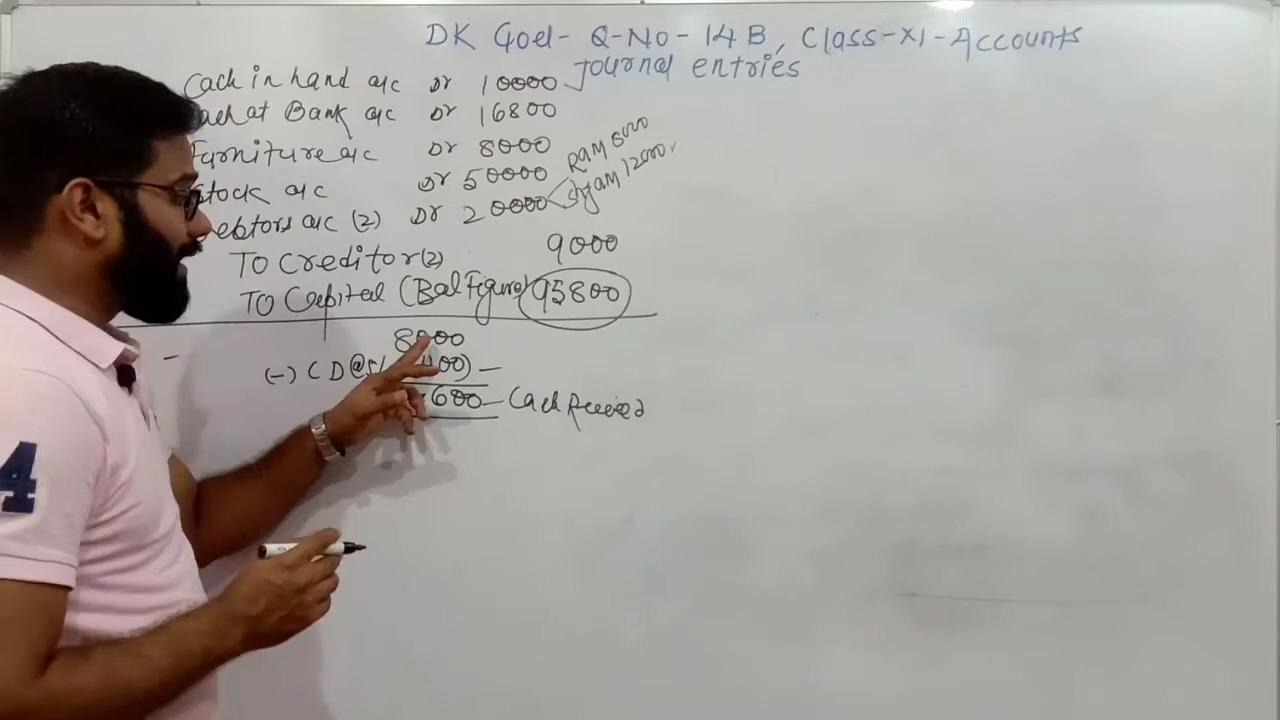 DK Goel- Q-No-14B, Class-XI-Accounts
Journal entries
Cash in hand a/c Dr 10000
at Bank a/c Dr 16800
Furniture a/c Dr 8000
Stock a/c Dr 50000
Debtors a/c (2) Dr 20000
Ram 8000
Shyam 12000
To Creditor (2) 9000
To Capital (Bal Figure) 95800
8000
(-) CD @5% 400) -
7600 - Cash Received
4